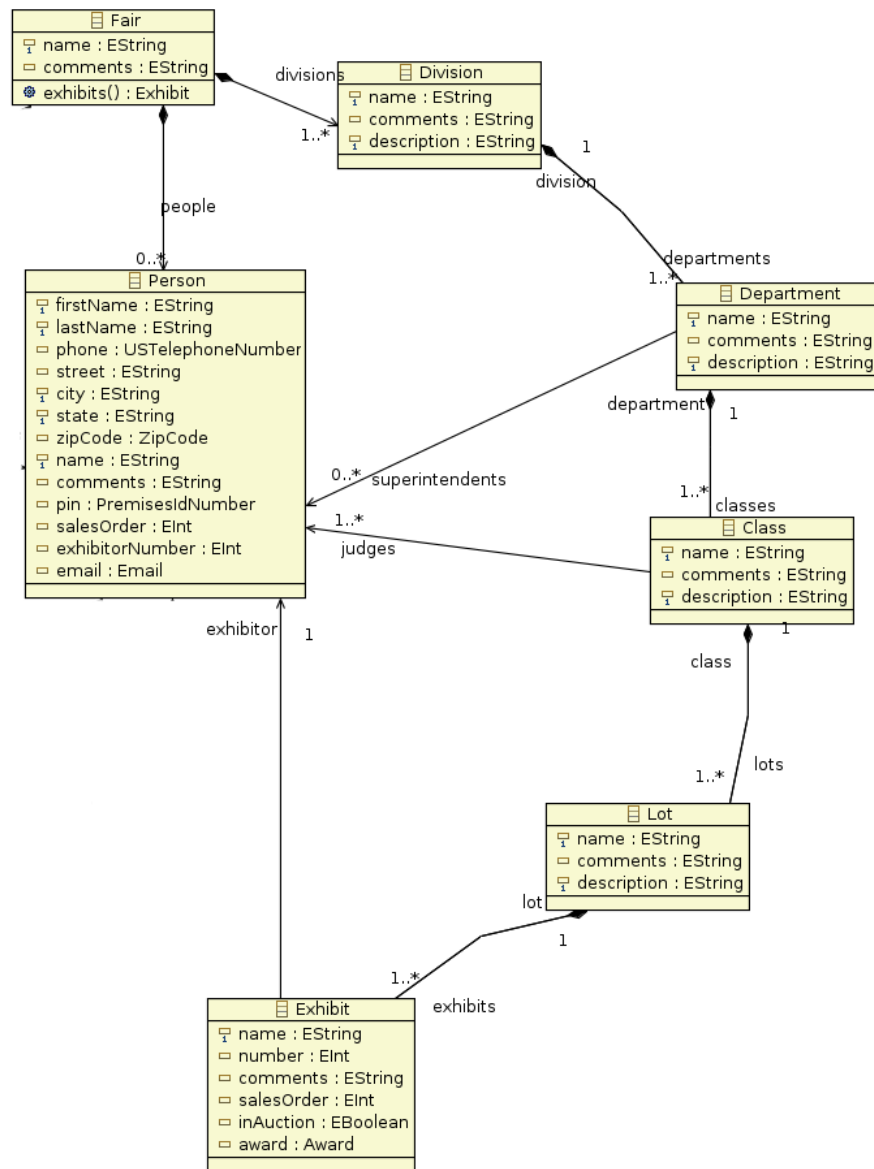 Fair
name : EString
comments : EString
exhibits() : Exhibit
divisions
1..*
Division
name : EString
comments : EString
description : EString
1
division
departments
1..*
people
0..*
Person
firstName : EString
lastName : EString
phone : USTelephoneNumber
street : EString
city : EString
state : EString
zipCode : ZipCode
name : EString
comments : EString
pin : PremisesIdNumber
salesOrder : EInt
exhibitorNumber : EInt
email : Email
Department
name : EString
comments : EString
description : EString
department
1
0..*
superintendents
1..*
classes
1..*
judges
Class
name : EString
comments : EString
description : EString
1
class
exhibitor
1
lots
1..*
Lot
name : EString
comments : EString
description : EString
lot
1
1..*
exhibits
Exhibit
name : EString
number : EInt
comments : EString
salesOrder : EInt
inAuction : EBoolean
award : Award